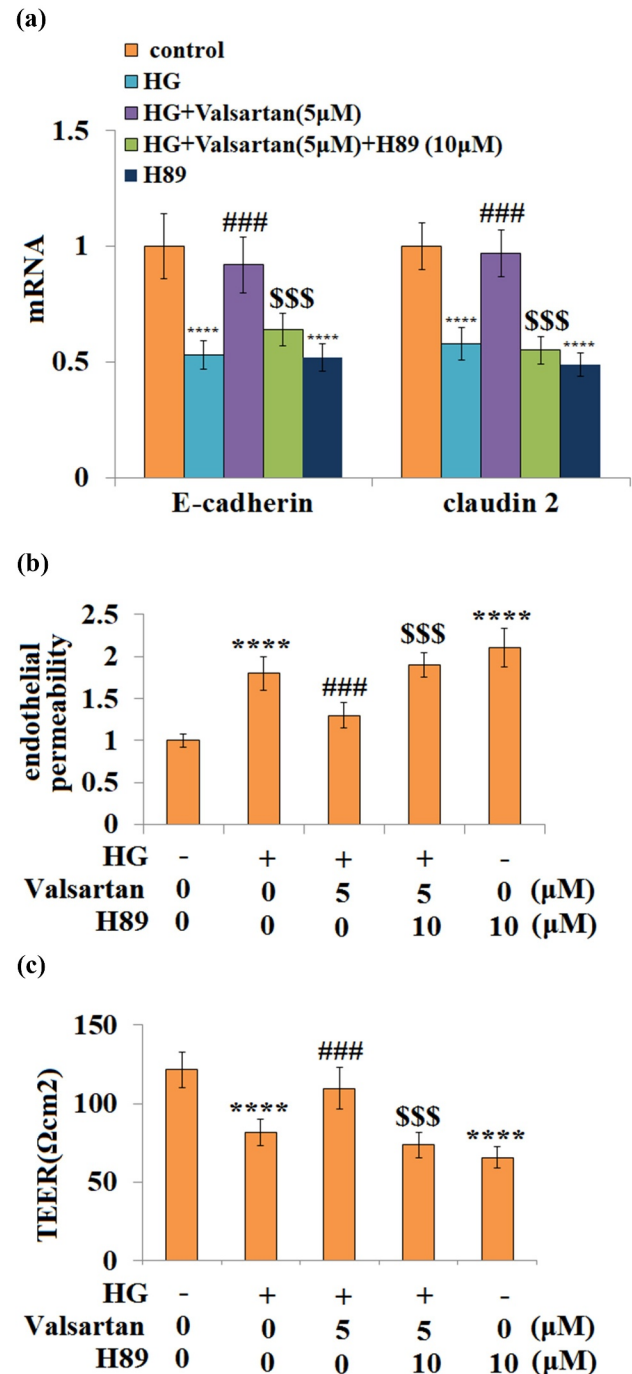 (a)
control
HG
HG+Valsartan(5μM)
HG+Valsartan(5μM)+H89 (10μM)
H89
1.5
1
0.5
0
mRNA
###
###
$$$
$$$
****
****
****
****
E-cadherin claudin 2
(b)
2.5
2
1.5
1
0.5
0
endothelial
permeability
****
###
$$$
****
HG - + + + -
Valsartan 0 0 5 5 0 (μM)
H89 0 0 0 10 10 (μM)
(c)
150
100
50
0
TEER(Ωcm2)
****
###
$$$
****
HG - + + + -
Valsartan 0 0 5 5 0 (μM)
H89 0 0 0 10 10 (μM)